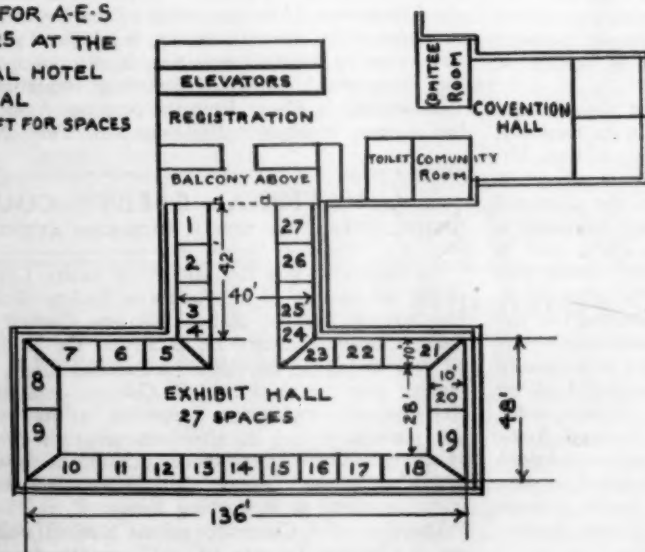 FOR A-E-S
RS AT THE
AL HOTEL
AL
FT FOR SPACES
ELEVATORS
REGISTRATION
BALCONY ABOVE
COMITEE
ROOM
COVENTION
HALL
TOILET
COMUNITY
ROOM
1
2
3
4
42'
40'
27
26
25
24
7
6
5
23
22
21
8
9
EXHIBIT HALL
27 SPACES
10'
28'
10'
20'
19
48'
10
11
12
13
14
15
16
17
18
136'